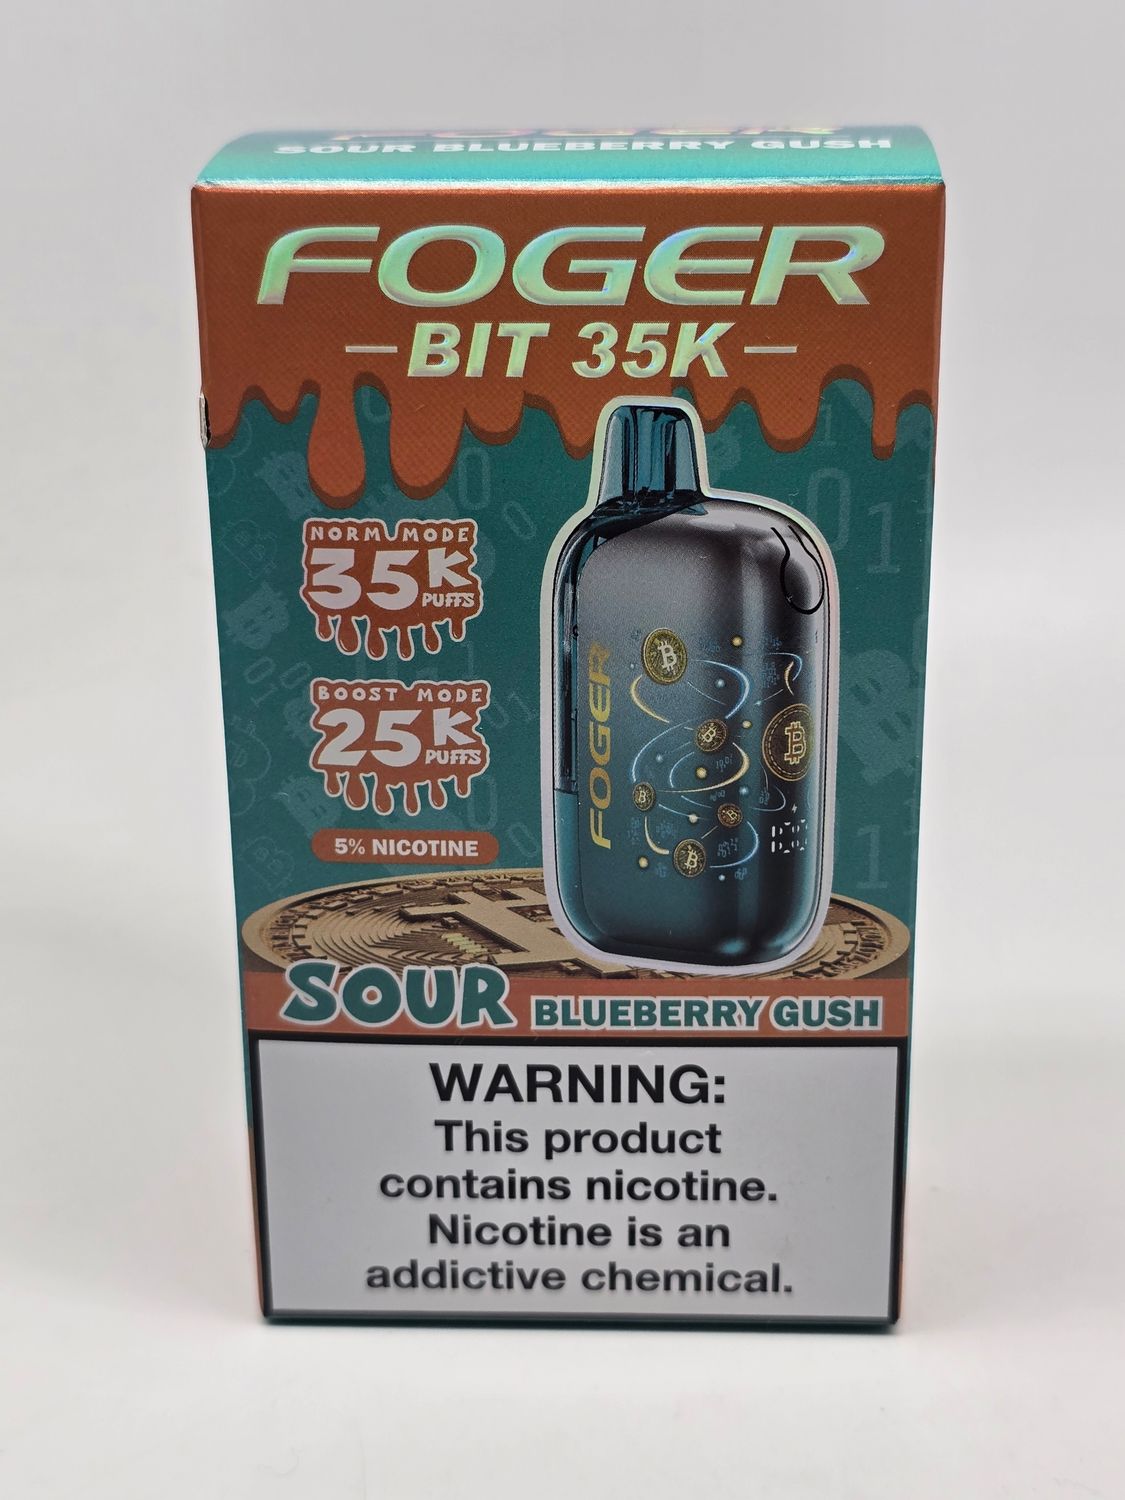 FOGER
SOUR BLUEBERRY GUSH
FOGER
-BIT 35K-
NORM MODE
35K
PUFFS
BOOST MODE
25K
PUFFS
5% NICOTINE
FOGER
SOUR BLUEBERRY GUSH
WARNING:
This product
contains nicotine.
Nicotine is an
addictive chemical.